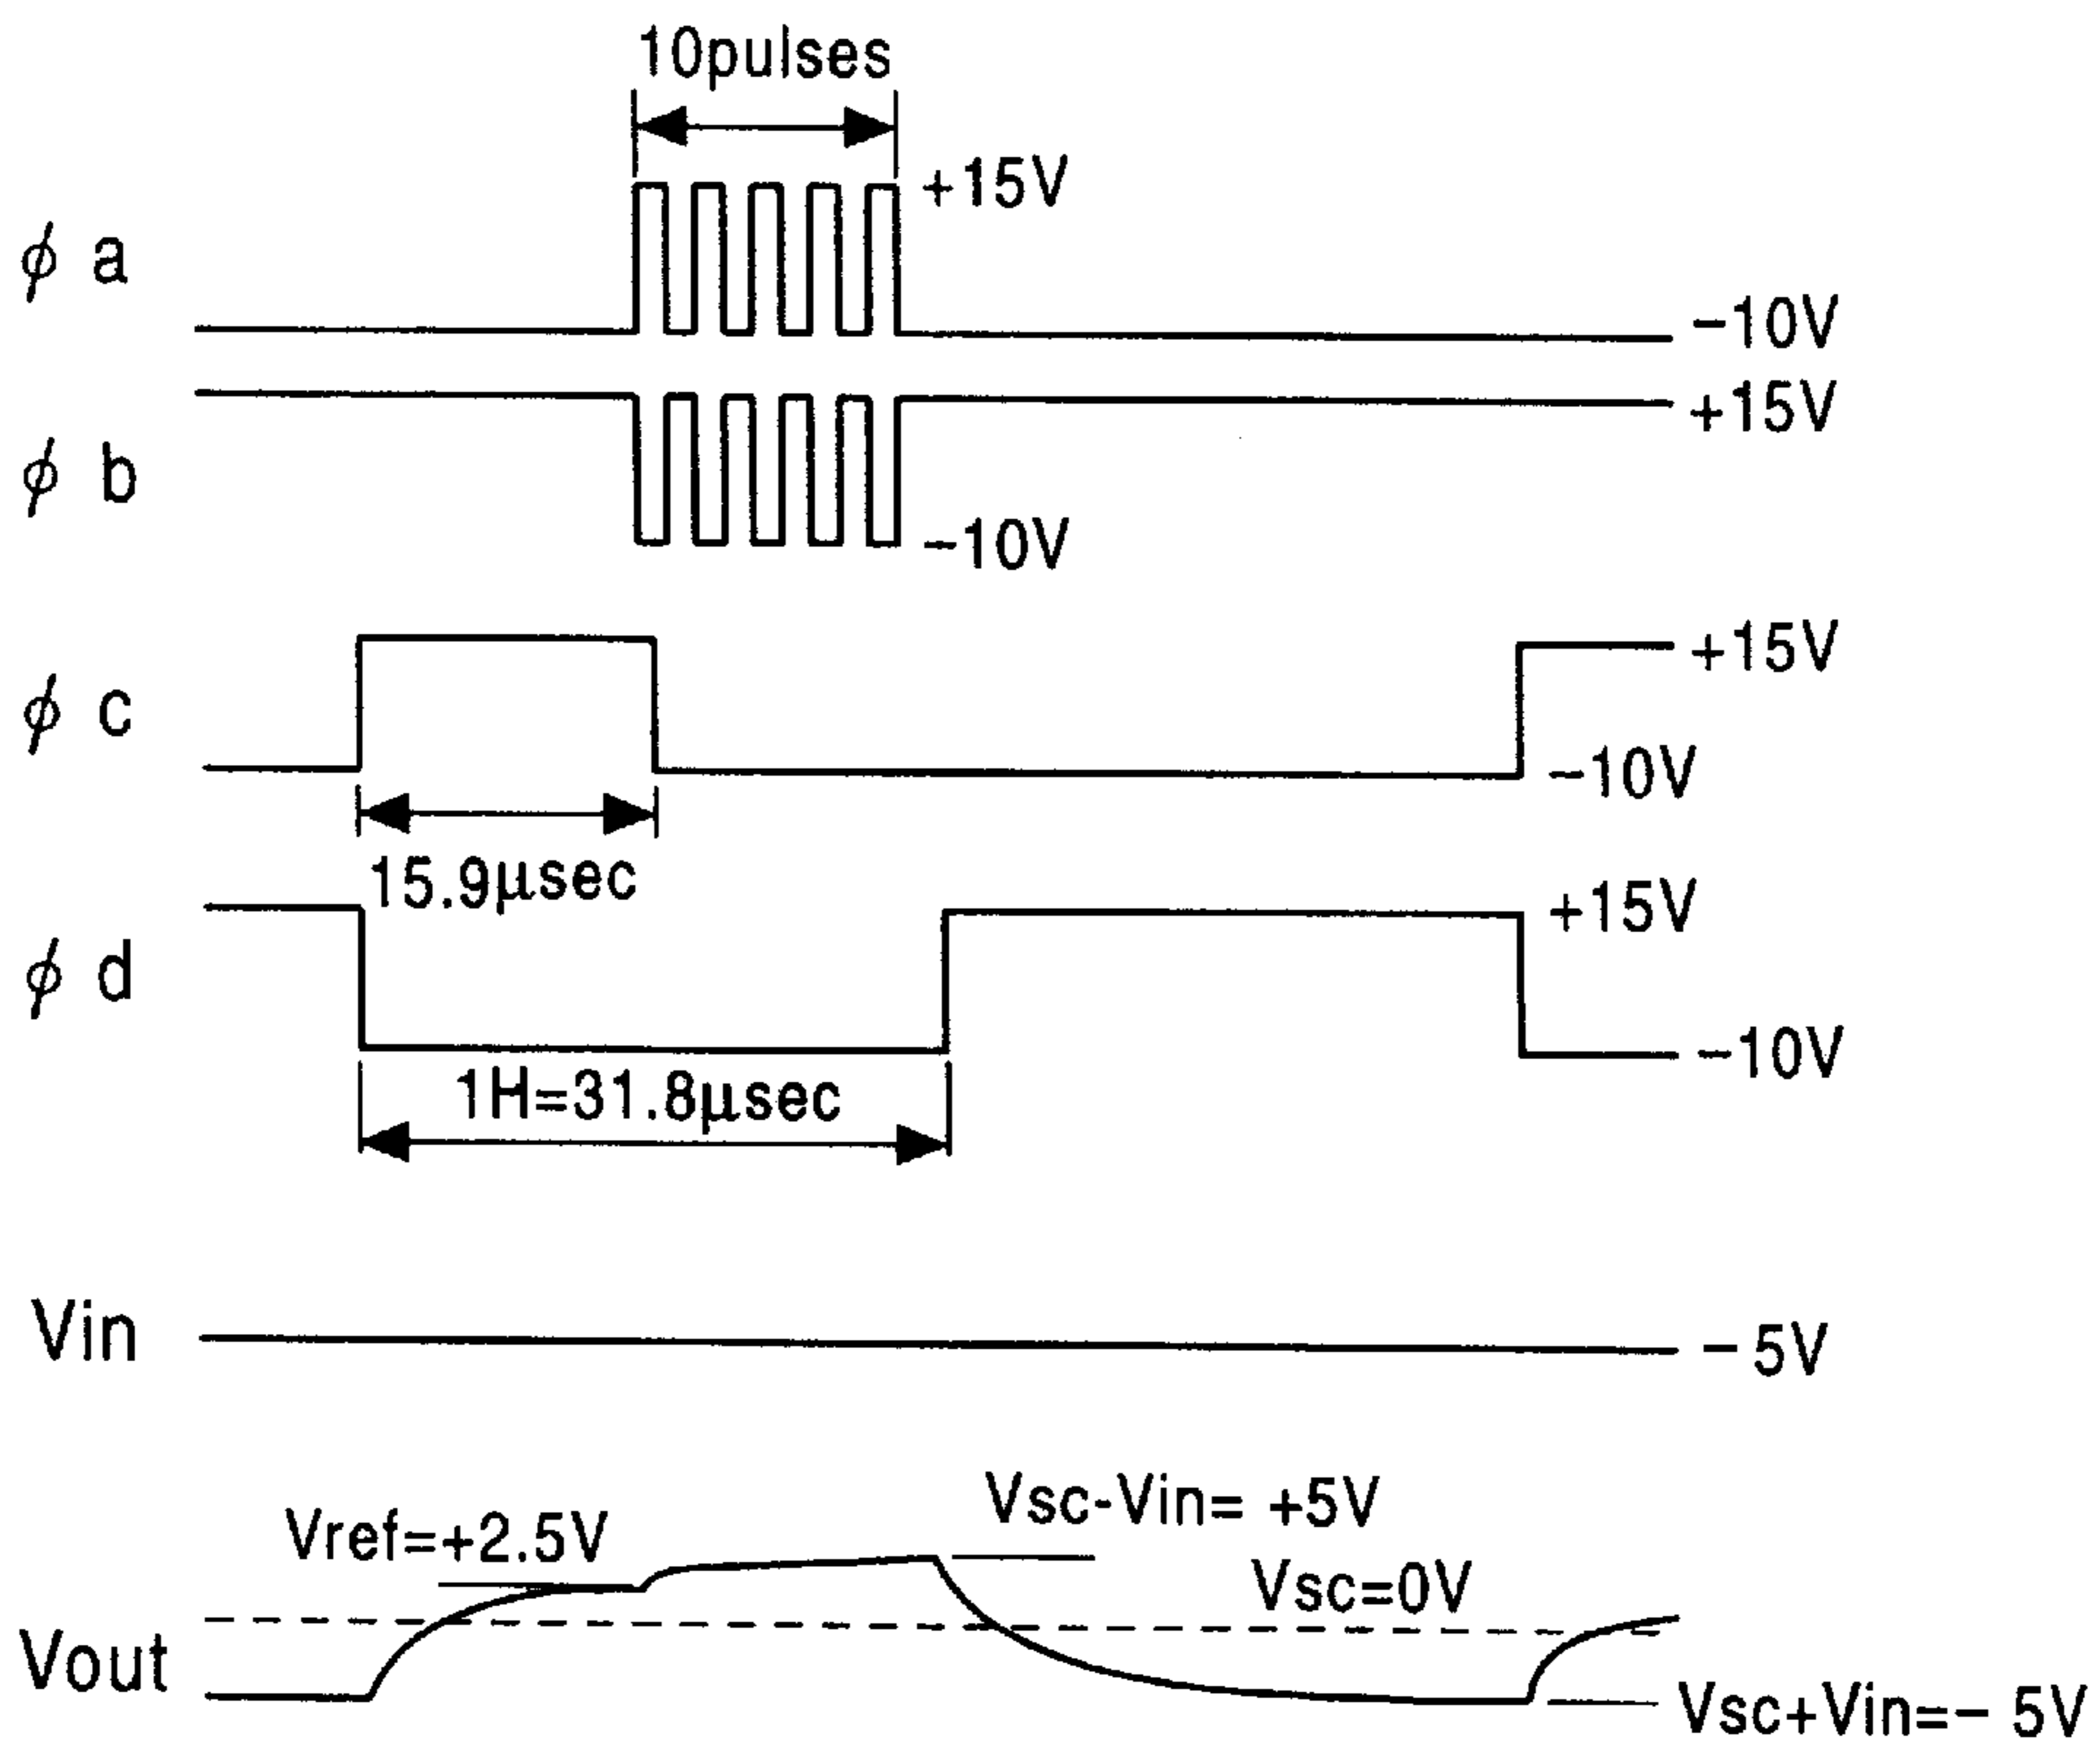 10pulses
+15V
ϕ a
−10V
+15V
ϕ b
−10V
+15V
ϕ c
−10V
15.9μsec
+15V
ϕ d
−10V
1H=31.8μsec
Vin
− 5V
Vsc-Vin= +5V
Vref=+2.5V
Vsc=0V
Vout
Vsc+Vin=− 5V